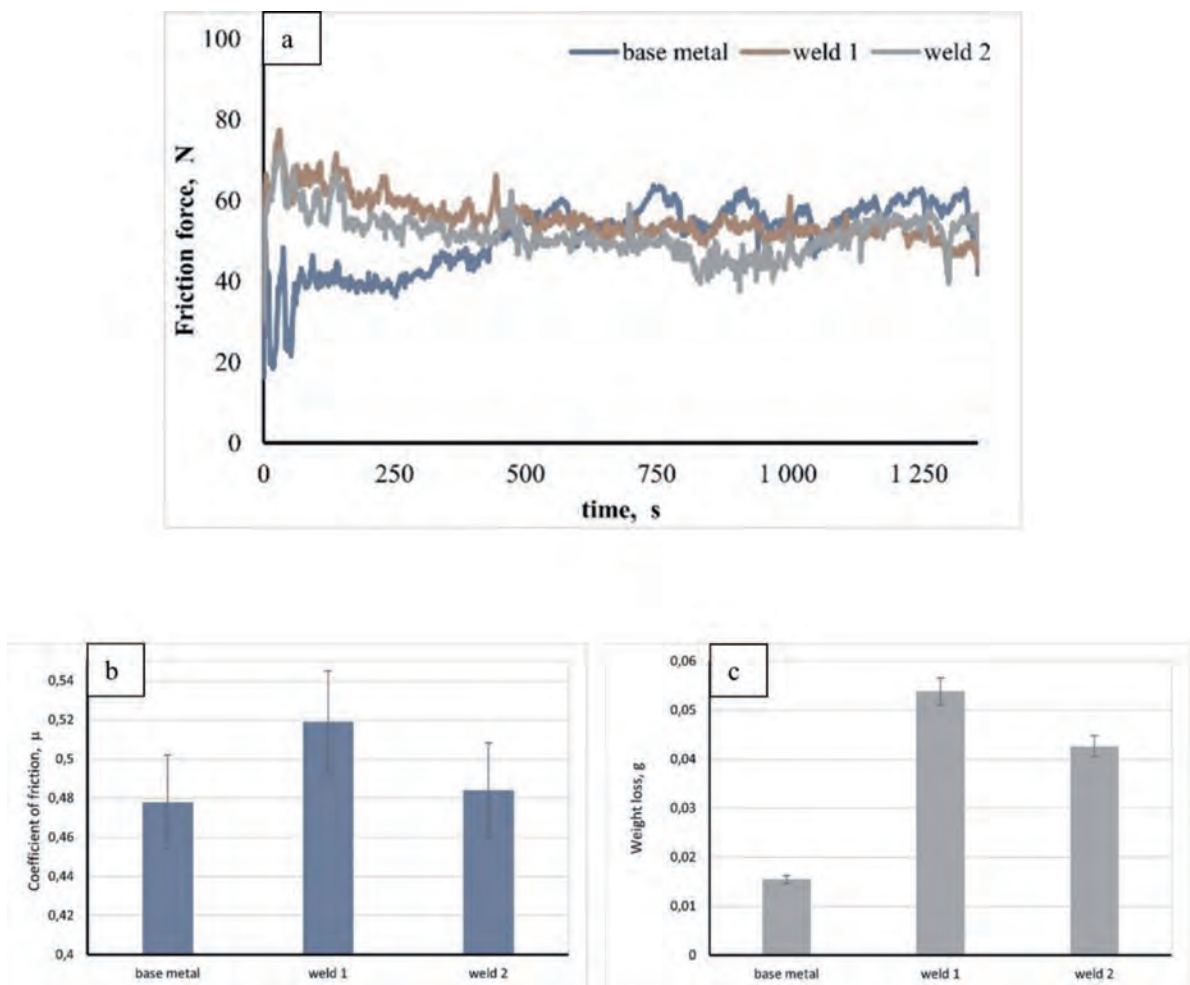 a
base metal weld 1 weld 2
100
80
60
40
20
0
Friction force, N
0 250 500 750 1 000 1 250
time, s
b
0,54
0,52
0,5
0,48
0,46
0,44
0,42
0,4
Coefficient of friction, μ
base metal weld 1 weld 2
c
0,06
0,05
0,04
0,03
0,02
0,01
0
Weight loss, g
base metal weld 1 weld 2